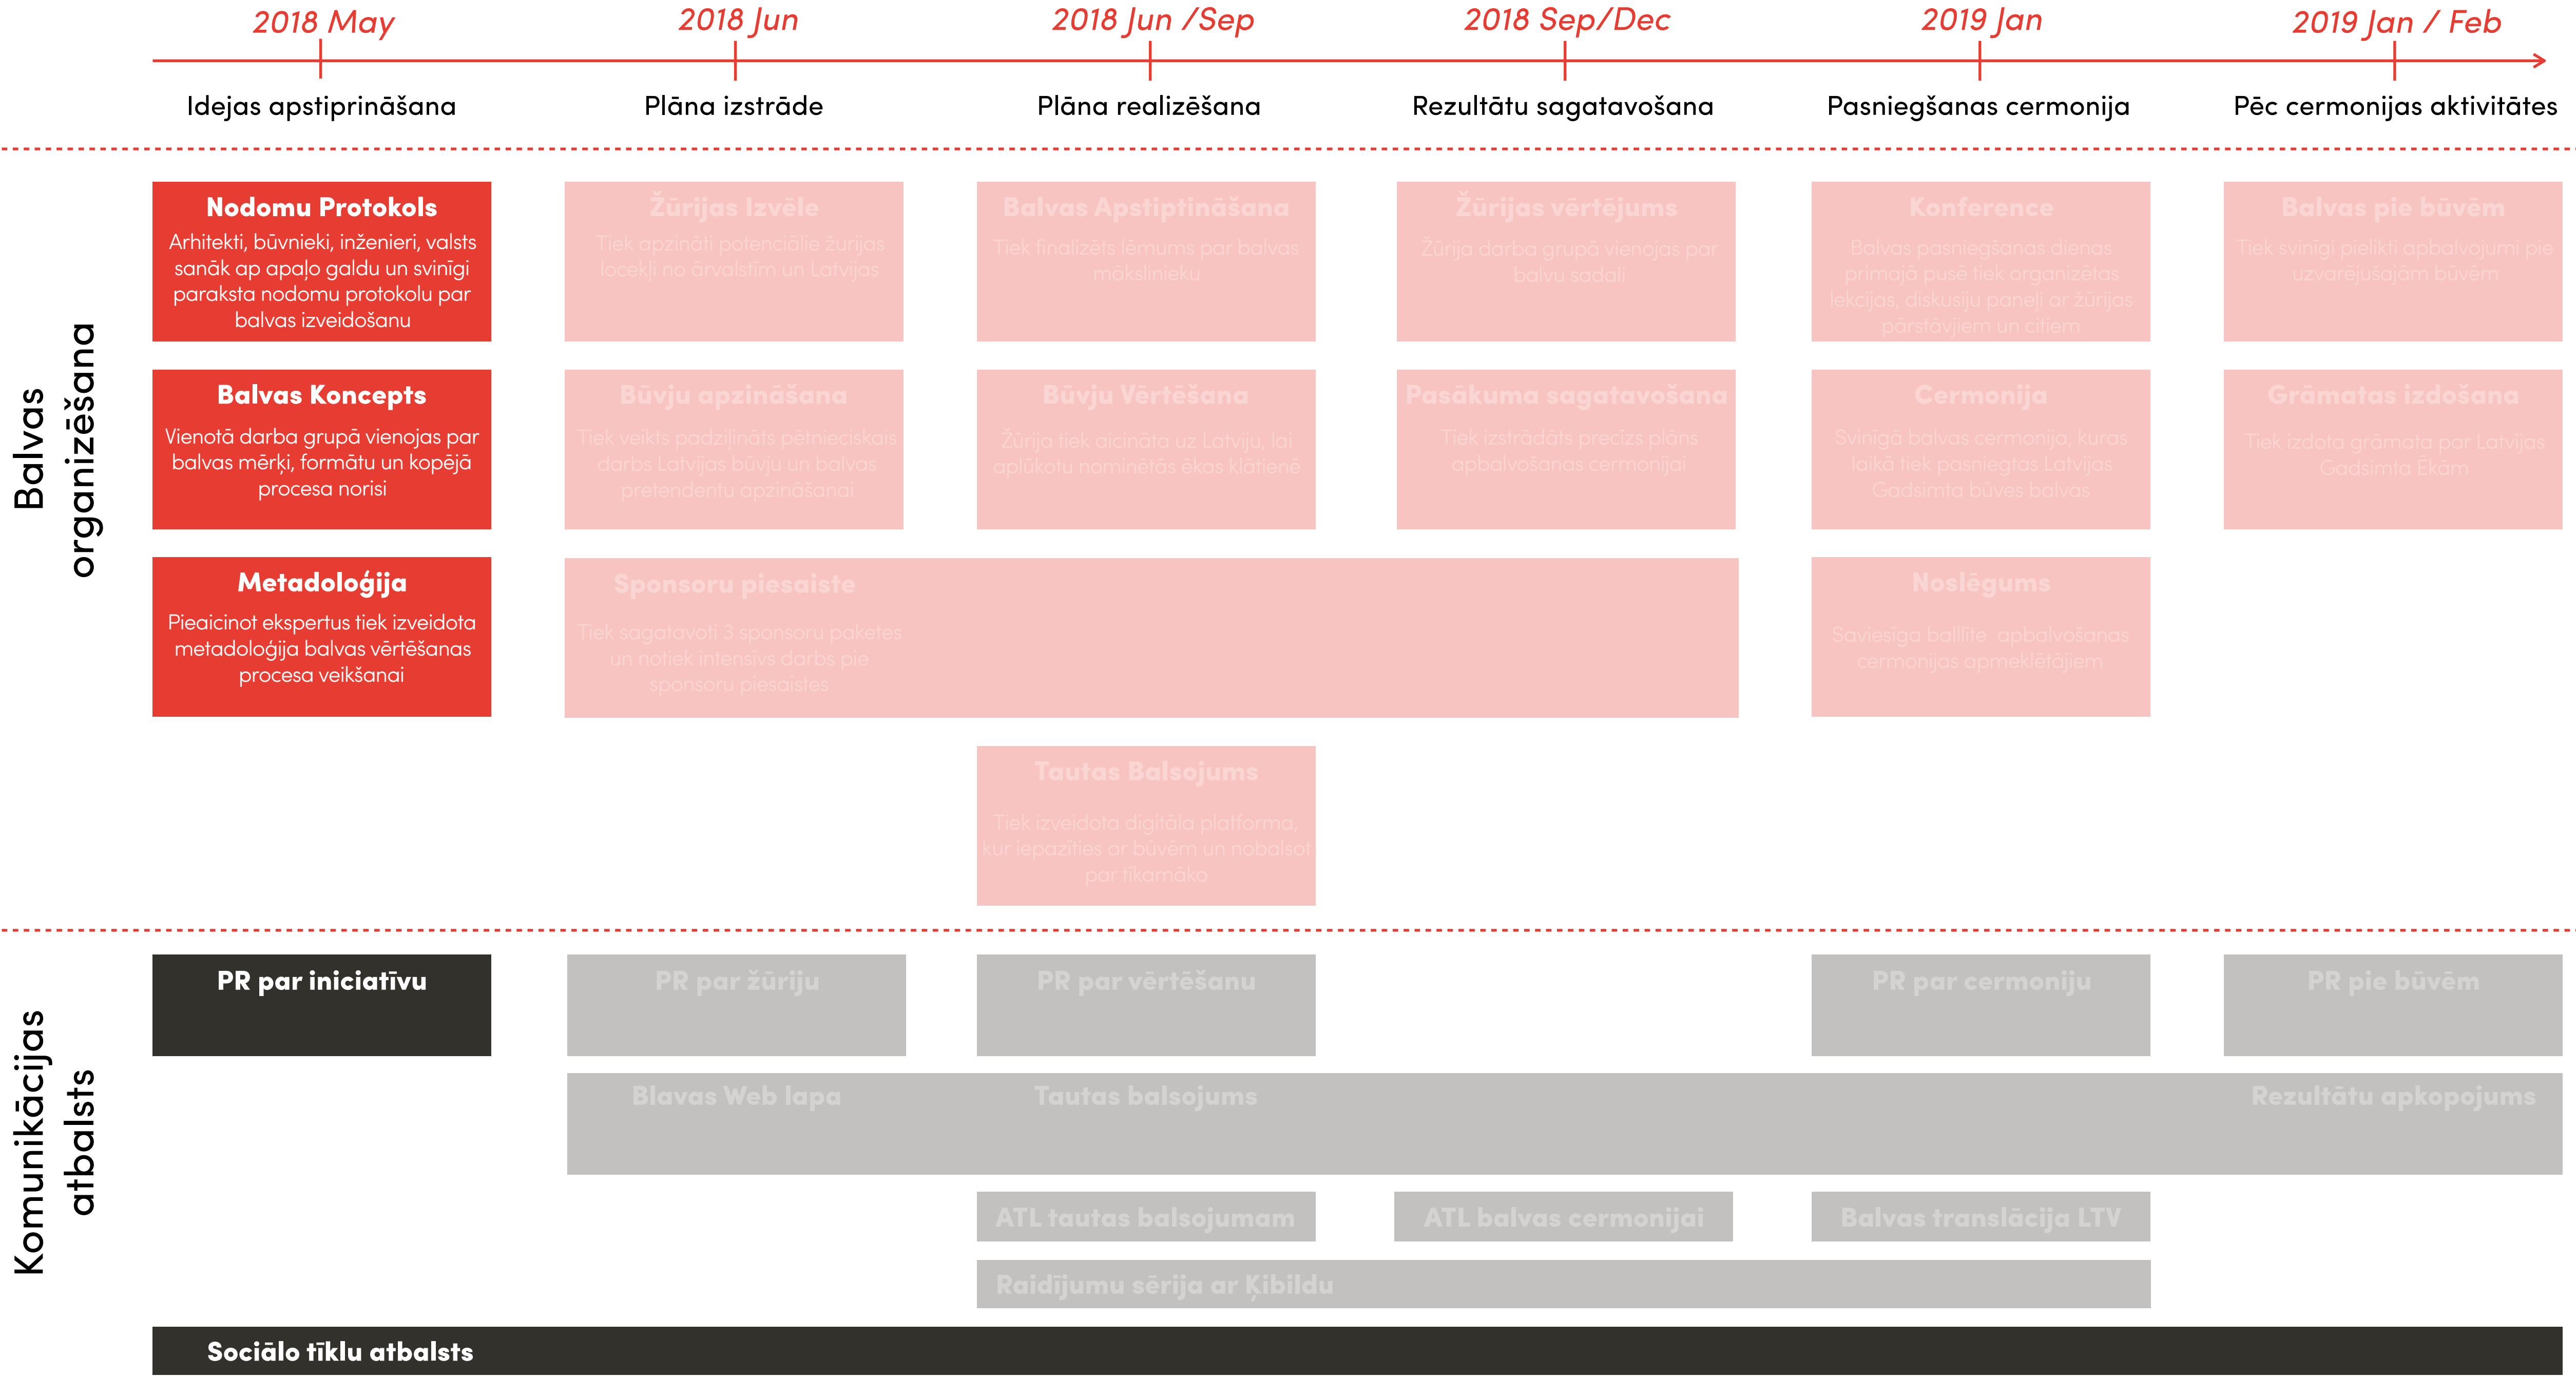 2018 May
2018 Jun
2018 Jun /Sep
2018 Sep/Dec
2019 Jan
2019 Jan / Feb
Idejas apstiprināšana
Plāna izstrāde
Plāna realizēšana
Rezultātu sagatavošana
Pasniegšanas cermonija
Pēc cermonijas aktivitātes
Balvas
organizēšana
Nodomu Protokols
Arhitekti, būvnieki, inženieri, valsts
sanāk ap apaļo galdu un svinīgi
paraksta nodomu protokolu par
balvas izveidošanu
Žūrijas Izvēle
Tiek apzināti potenciālie žurijas
locekļi no ārvalstīm un Latvijas
Balvas Apstiptināšana
Tiek finalizēts lēmums par balvas
mākslinieku
Žūrijas vērtējums
Žūrija darba grupā vienojas par
balvu sadali
Konference
Balvas pasniegšanas dienas
primajā pusē tiek organizētas
lekcijas, diskusiju paneļi ar žūrijas
pārstāvjiem un citiem
Balvas pie būvēm
Tiek svinīgi pielikti apbalvojumi pie
uzvarējušajām būvēm
Balvas Koncepts
Vienotā darba grupā vienojas par
balvas mērķi, formātu un kopējā
procesa norisi
Būvju apzināšana
Tiek veikts padziļināts pētnieciskais
darbs Latvijas būvju un balvas
pretendentu apzināšanai
Būvju Vērtēšana
Žūrija tiek aicināta uz Latviju, lai
aplūkotu nominētās ēkas klātienē
Pasākuma sagatavošana
Tiek izstrādāts precīzs plāns
apbalvošanas cermonijai
Cermonija
Svinīgā balvas cermonija, kuras
laikā tiek pasniegtas Latvijas
Gadsimta būves balvas
Grāmatas izdošana
Tiek izdota grāmata par Latvijas
Gadsimta Ēkām
Metadoloģija
Pieaicinot ekspertus tiek izveidota
metadoloģija balvas vērtēšanas
procesa veikšanai
Sponsoru piesaiste
Tiek sagatavoti 3 sponsoru paketes
un notiek intensīvs darbs pie
sponsoru piesaistes
Noslēgums
Saviesīga balllīte apbalvošanas
cermonijas apmeklētājiem
Tautas Balsojums
Tiek izveidota digitāla platforma,
kur iepazīties ar būvēm un nobalsot
par tīkamāko
Komunikācijas
atbalsts
PR par iniciatīvu
PR par žūriju
PR par vērtēšanu
PR par cermoniju
PR pie būvēm
Blavas Web lapa
Tautas balsojums
Rezultātu apkopojums
ATL tautas balsojumam
ATL balvas cermonijai
Balvas translācija LTV
Raidījumu sērija ar Ķibildu
Sociālo tīklu atbalsts